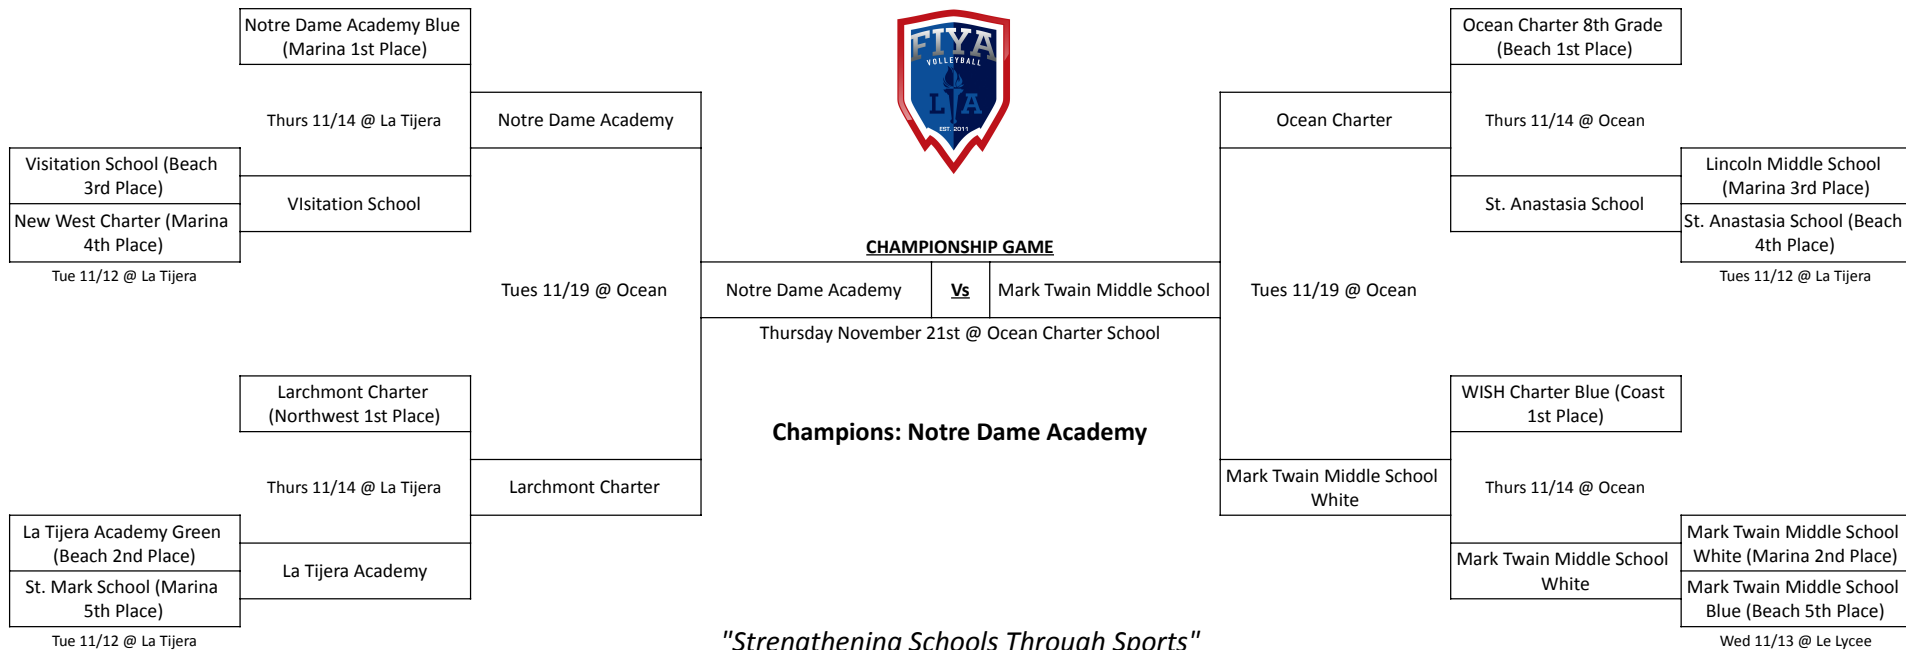 Notre Dame Academy Blue
(Marina 1st Place)
Thurs 11/14 @ La Tijera
Notre Dame Academy
Visitation School (Beach
3rd Place)
VIsitation School
New West Charter (Marina
4th Place)
Tue 11/12 @ La Tijera
Tues 11/19 @ Ocean
Larchmont Charter
(Northwest 1st Place)
Thurs 11/14 @ La Tijera
Larchmont Charter
La Tijera Academy Green
(Beach 2nd Place)
La Tijera Academy
St. Mark School (Marina
5th Place)
Tue 11/12 @ La Tijera
FIYA
VOLLEYBALL
LA
EST. 2011
CHAMPIONSHIP GAME
Notre Dame Academy
Vs
Mark Twain Middle School
Thursday November 21st @ Ocean Charter School
Champions: Notre Dame Academy
"Strengthening Schools Through Sports"
Ocean Charter 8th Grade
(Beach 1st Place)
Ocean Charter
Thurs 11/14 @ Ocean
Lincoln Middle School
(Marina 3rd Place)
St. Anastasia School
St. Anastasia School (Beach
4th Place)
Tues 11/12 @ La Tijera
Tues 11/19 @ Ocean
WISH Charter Blue (Coast
1st Place)
Mark Twain Middle School
White
Thurs 11/14 @ Ocean
Mark Twain Middle School
White (Marina 2nd Place)
Mark Twain Middle School
White
Mark Twain Middle School
Blue (Beach 5th Place)
Wed 11/13 @ Le Lycee